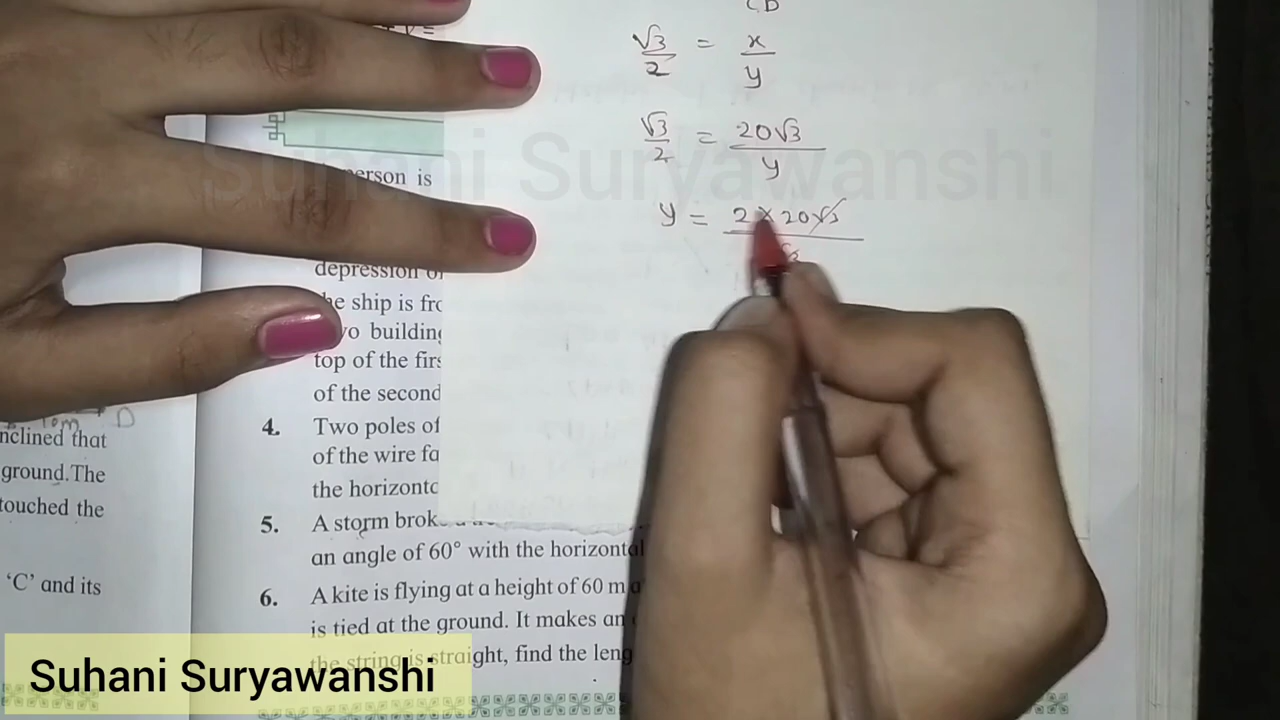 CD
√3/2 = x/y
√3/2 = 20√3/y
y = 2 × 20√3/√3
Suhani Suryawanshi
person is
depression of
the ship is fro
Two building
top of the firs
of the second
4. Two poles of
of the wire fa
the horizonta
5. A storm brok
an angle of 60° with the horizontal
6. A kite is flying at a height of 60 m a
is tied at the ground. It makes an
the string is straight, find the leng
D
nclined that
ground. The
touched the
'C' and its
Suhani Suryawanshi